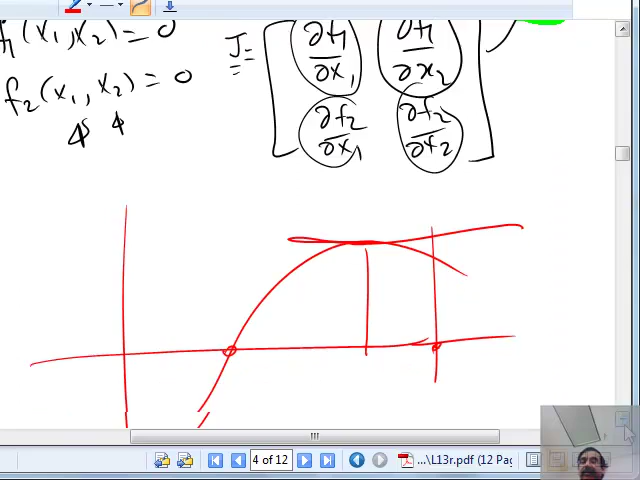 f1(x1,x2)=0
f2(x1,x2)=0
J=
∂f1
∂x1
∂f1
∂x2
∂f2
∂x1
∂f2
∂x2
4 of 12
...\L13r.pdf (12 Pag